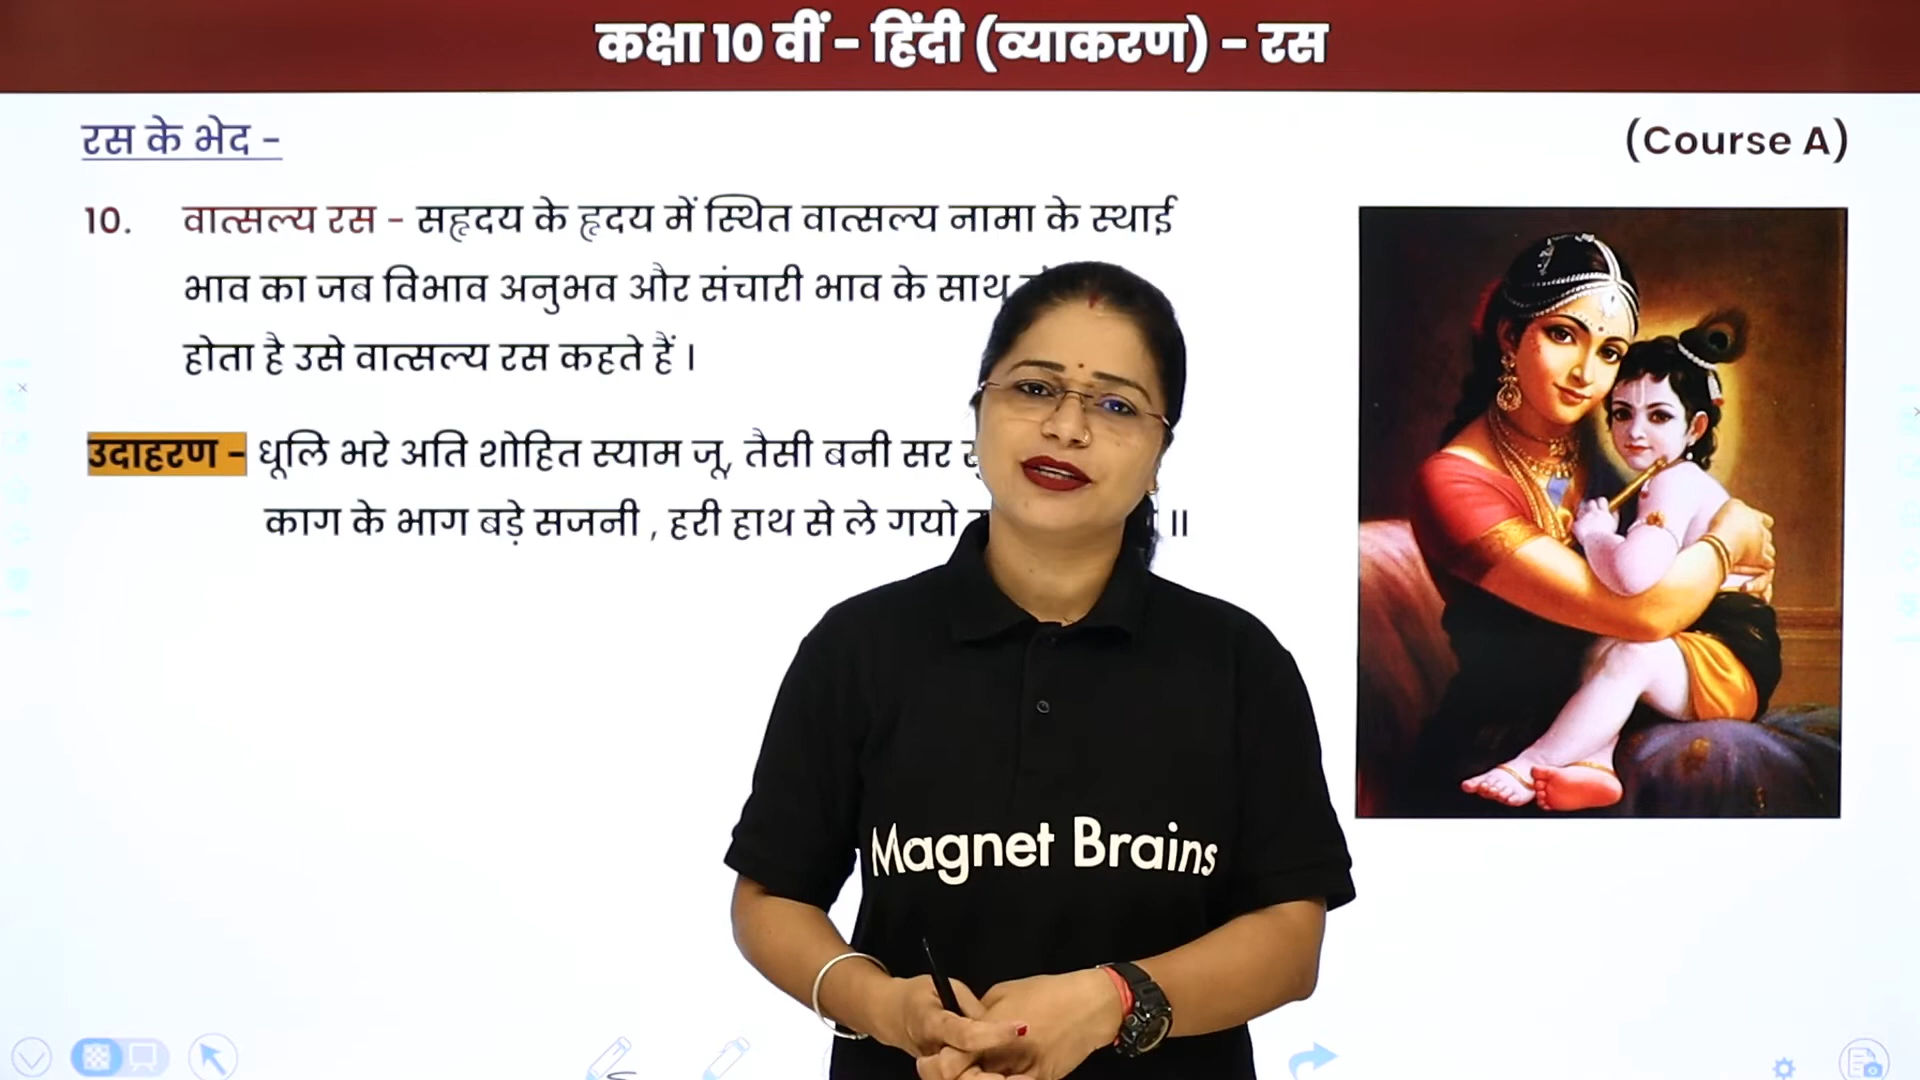 कक्षा 10 वीं - हिंदी (व्याकरण) - रस
रस के भेद -
(Course A)
10. वात्सल्य रस - सहृदय के हृदय में स्थित वात्सल्य नामा के स्थाई
भाव का जब विभाव अनुभव और संचारी भाव के साथ
होता है उसे वात्सल्य रस कहते हैं ।
उदाहरण - धूलि भरे अति शोहित स्याम जू, तैसी बनी सर
काग के भाग बड़े सजनी , हरी हाथ से ले गयो ॥
Magnet Brains